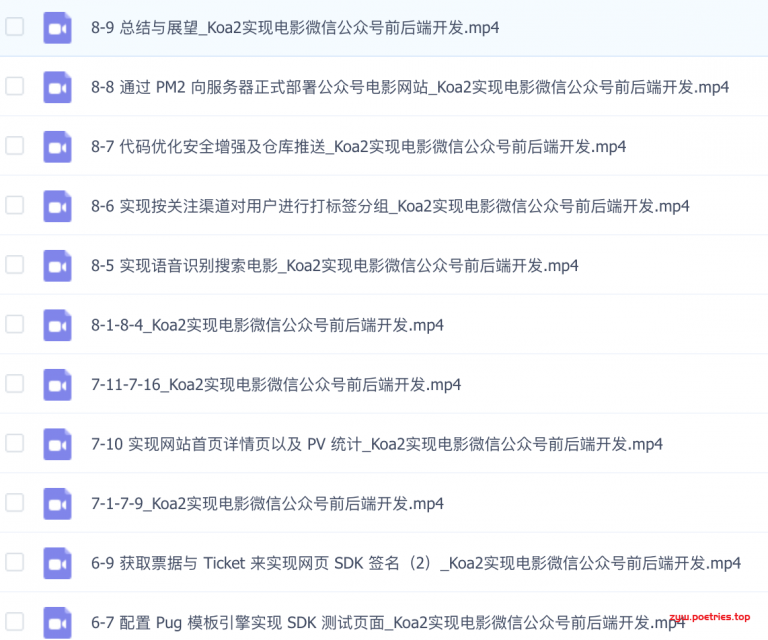 8-9 总结与展望_Koa2实现电影微信公众号前后端开发.mp4
8-8 通过 PM2 向服务器正式部署公众号电影网站_Koa2实现电影微信公众号前后端开发.mp4
8-7 代码优化安全增强及仓库推送_Koa2实现电影微信公众号前后端开发.mp4
8-6 实现按关注渠道对用户进行打标签分组_Koa2实现电影微信公众号前后端开发.mp4
8-5 实现语音识别搜索电影_Koa2实现电影微信公众号前后端开发.mp4
8-1-8-4_Koa2实现电影微信公众号前后端开发.mp4
7-11-7-16_Koa2实现电影微信公众号前后端开发.mp4
7-10 实现网站首页详情页以及 PV 统计_Koa2实现电影微信公众号前后端开发.mp4
7-1-7-9_Koa2实现电影微信公众号前后端开发.mp4
6-9 获取票据与 Ticket 来实现网页 SDK 签名（2）_Koa2实现电影微信公众号前后端开发.mp4
6-7 配置 Pug 模板引擎实现 SDK 测试页面_Koa2实现电影微信公众号前后端开发.mp4